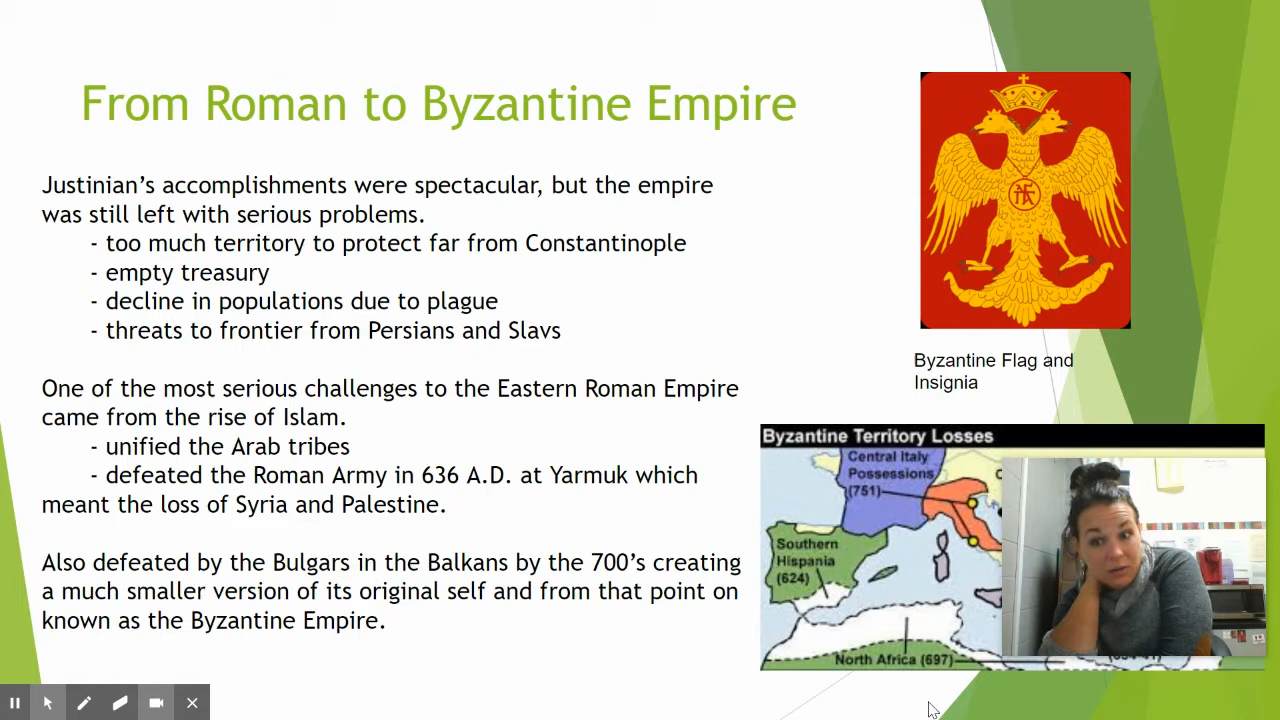 From Roman to Byzantine Empire
Justinian’s accomplishments were spectacular, but the empire
was still left with serious problems.
- too much territory to protect far from Constantinople
- empty treasury
- decline in populations due to plague
- threats to frontier from Persians and Slavs
One of the most serious challenges to the Eastern Roman Empire
came from the rise of Islam.
- unified the Arab tribes
- defeated the Roman Army in 636 A.D. at Yarmuk which
meant the loss of Syria and Palestine.
Also defeated by the Bulgars in the Balkans by the 700’s creating
a much smaller version of its original self and from that point on
known as the Byzantine Empire.
Byzantine Flag and
Insignia
Byzantine Territory Losses
Central Italy
Possessions
(751)
Southern
Hispania
(624)
North Africa (697)